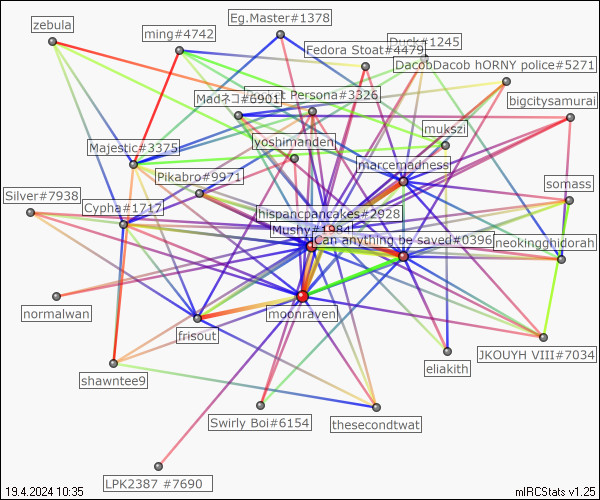 Eg.Master#1378
zebula
ming#4742
Duck#1245
Fedora Stoat#4479
DacobDacob hORNY police#5271
Madネコ#6901
Persona#3326
bigcitysamurai
mukszi
yoshimanden
Majestic#3375
marcemadness
Pikabro#9971
somass
Silver#7938
Cypha#1717
hispancpancakes#2928
Mushy#1984
Can anything be saved#0396
neokingghidorah
normalwan
moonraven
frisout
JKOUYH VIII#7034
eliakith
shawntee9
Swirly Boi#6154
thesecondtwat
LPK2387 #7690
19.4.2024 10:35
mIRCStats v1.25